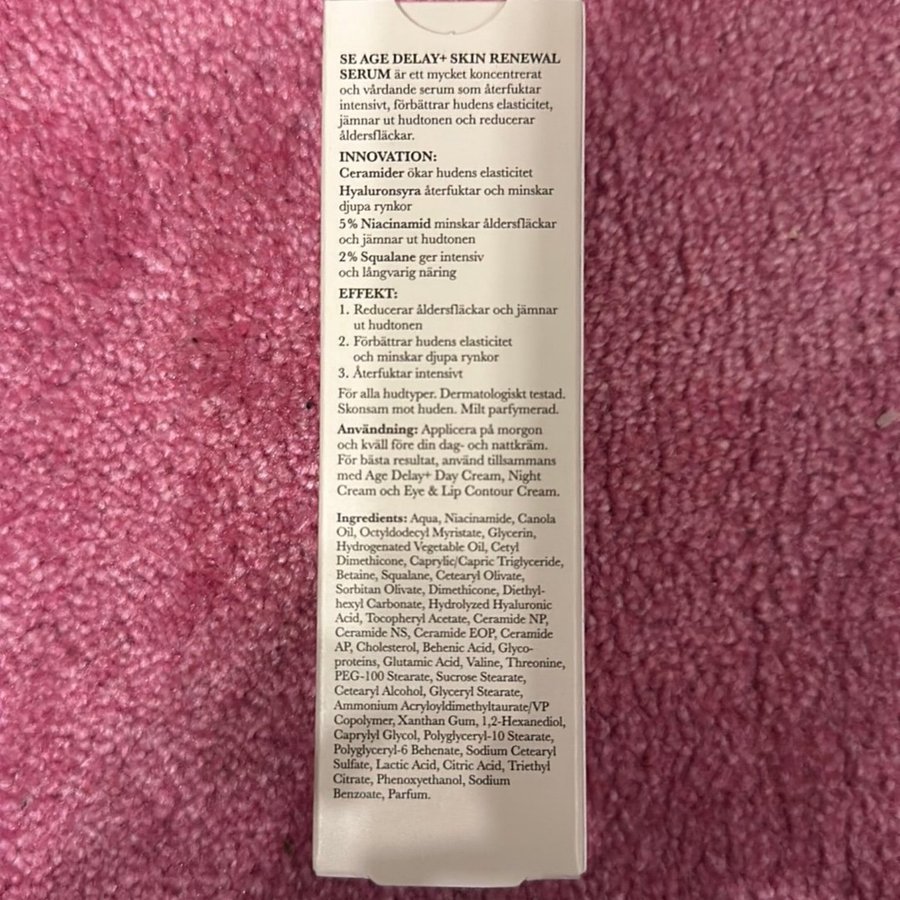 SE AGE DELAY+ SKIN RENEWAL
SERUM är ett mycket koncentrerat
och vårdande serum som återfuktar
intensivt, förbättrar hudens elasticitet,
jämnar ut hudtonen och reducerar
åldersfläckar.
INNOVATION:
Ceramider ökar hudens elasticitet
Hyaluronsyra återfuktar och minskar
djupa rynkor
5% Niacinamid minskar åldersfläckar
och jämnar ut hudtonen
2% Squalane ger intensiv
och långvarig näring
EFFEKT:
1. Reducerar åldersfläckar och jämnar
ut hudtonen
2. Förbättrar hudens elasticitet
och minskar djupa rynkor
3. Återfuktar intensivt
För alla hudtyper. Dermatologiskt testad.
Skonsam mot huden. Milt parfymerad.
Användning: Applicera på morgon
och kväll före din dag- och nattkräm.
För bästa resultat, använd tillsammans
med Age Delay+ Day Cream, Night
Cream och Eye & Lip Contour Cream.
Ingredients: Aqua, Niacinamide, Canola
Oil, Octyldodecyl Myristate, Glycerin,
Hydrogenated Vegetable Oil, Cetyl
Dimethicone, Caprylic/Capric Triglyceride,
Betaine, Squalane, Cetearyl Olivate,
Sorbitan Olivate, Dimethicone, Diethyl-
hexyl Carbonate, Hydrolyzed Hyaluronic
Acid, Tocopheryl Acetate, Ceramide NP,
Ceramide NS, Ceramide EOP, Ceramide
AP, Cholesterol, Behenic Acid, Glyco-
proteins, Glutamic Acid, Valine, Threonine,
PEG-100 Stearate, Sucrose Stearate,
Cetearyl Alcohol, Glyceryl Stearate,
Ammonium Acryloyldimethyltaurate/VP
Copolymer, Xanthan Gum, 1,2-Hexanediol,
Caprylyl Glycol, Polyglyceryl-10 Stearate,
Polyglyceryl-6 Behenate, Sodium Cetearyl
Sulfate, Lactic Acid, Citric Acid, Triethyl
Citrate, Phenoxyethanol, Sodium
Benzoate, Parfum.